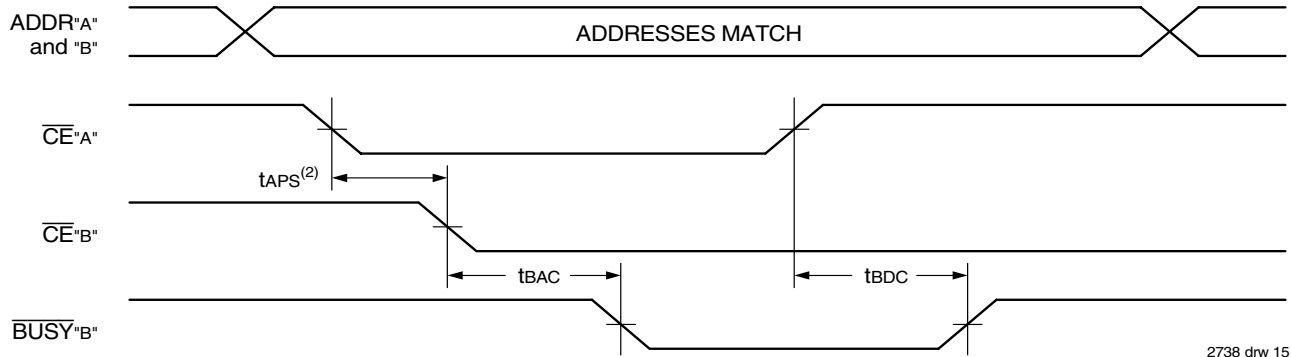 ADDR"A"
and "B"
ADDRESSES MATCH
CE"A"
tAPS(2)
CE"B"
tBAC
tBDC
BUSY"B"
2738 drw 15